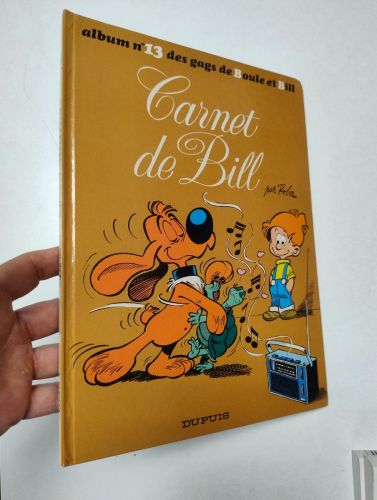 album n°13 des gags de Boule et Bill
Carnet
de Bill
par Roba
DUPUIS